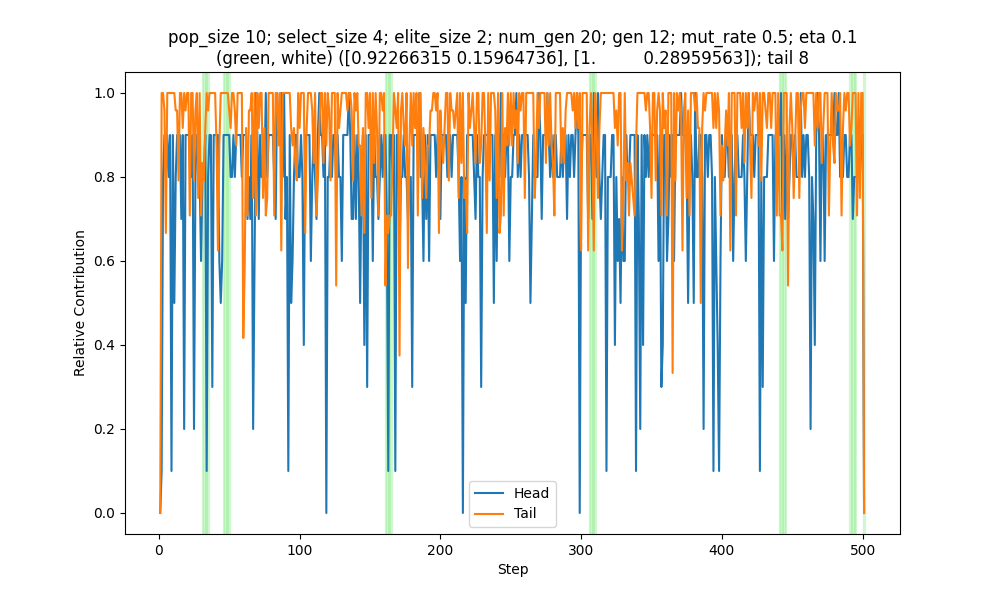 pop_size 10; select_size 4; elite_size 2; num_gen 20; gen 12; mut_rate 0.5; eta 0.1
(green, white) ([0.92266315 0.15964736], [1.          0.28959563]); tail 8
1.0
0.8
0.6
0.4
0.2
0.0
Relative Contribution
Head
Tail
0
100
200
300
400
500
Step